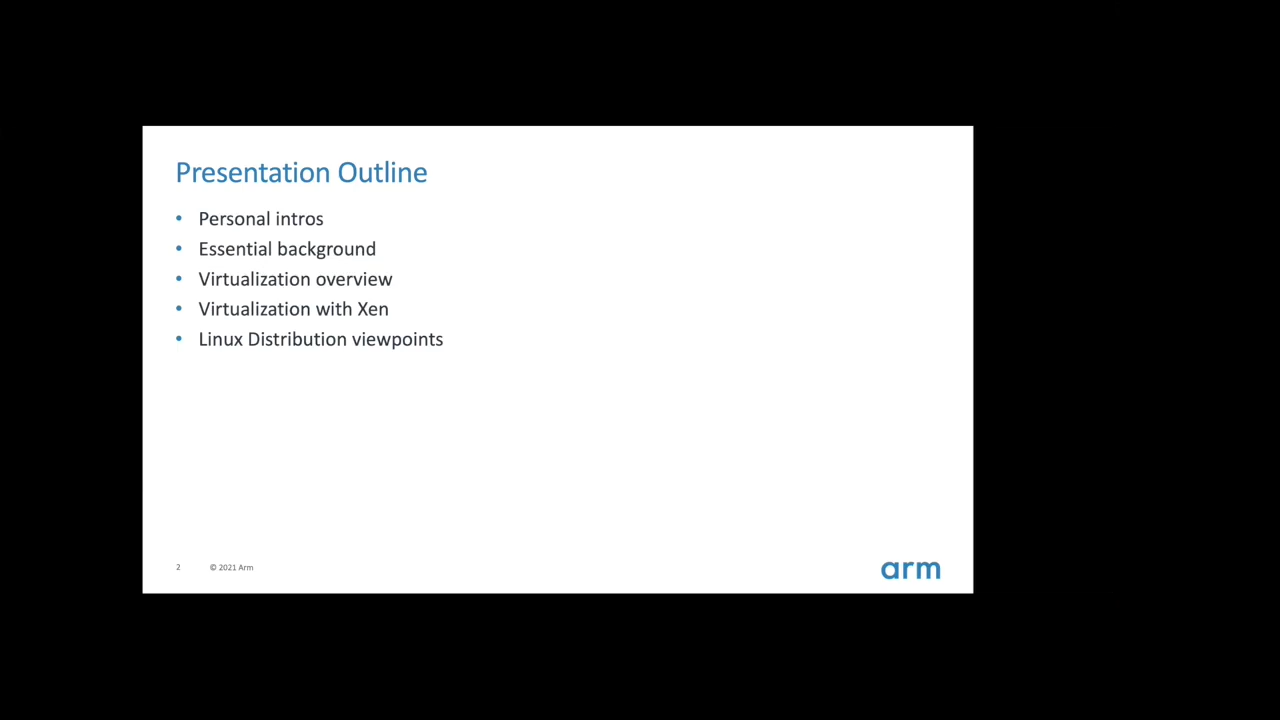 Presentation Outline
• Personal intros
• Essential background
• Virtualization overview
• Virtualization with Xen
• Linux Distribution viewpoints
2 © 2021 Arm
arm